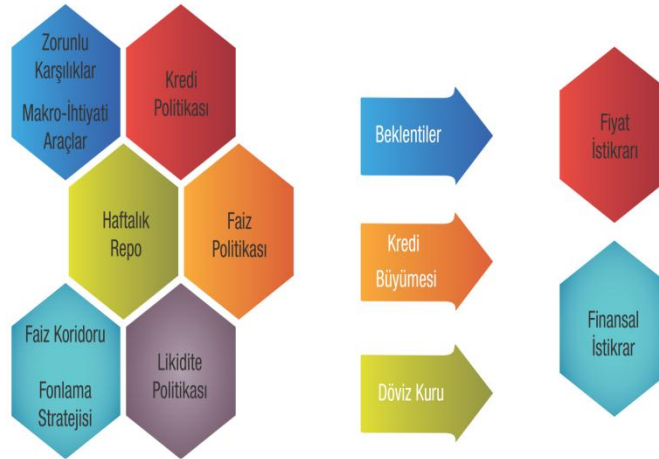 Zorunlu
Karşılıklar
Makro-İhtiyati
Araçlar
Kredi
Politikası
Haftalık
Repo
Faiz
Politikası
Faiz Koridoru
Fonlama
Stratejisi
Likidite
Politikası
Beklentiler
Kredi
Büyümesi
Döviz Kuru
Fiyat
İstikrarı
Finansal
İstikrar